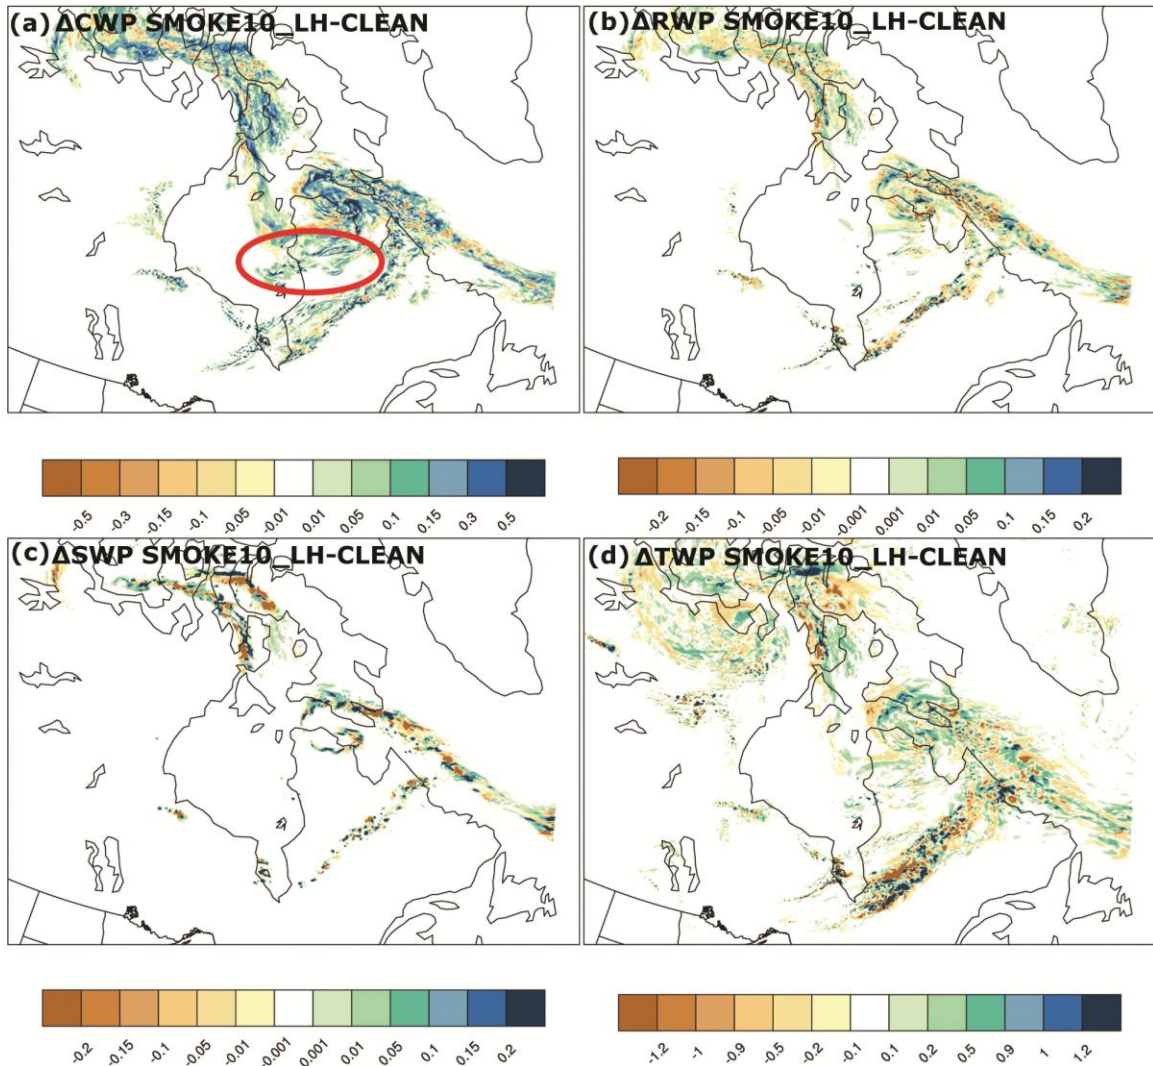 (a) ΔCWP SMOKE10_LH-CLEAN
(b) ΔRWP SMOKE10_LH-CLEAN
-0.5 -0.3 -0.15 -0.1 -0.05 -0.01 0.01 0.05 0.1 0.15 0.3 0.5
-0.2 -0.15 -0.1 -0.05 -0.01 -0.001 0.001 0.01 0.05 0.1 0.15 0.2
(c) ΔSWP SMOKE10_LH-CLEAN
(d) ΔTWP SMOKE10_LH-CLEAN
-0.2 -0.15 -0.1 -0.05 -0.01 -0.001 0.001 0.01 0.05 0.1 0.15 0.2
-1.2 -1 -0.9 -0.5 -0.2 -0.1 0.1 0.2 0.5 0.9 1 1.2